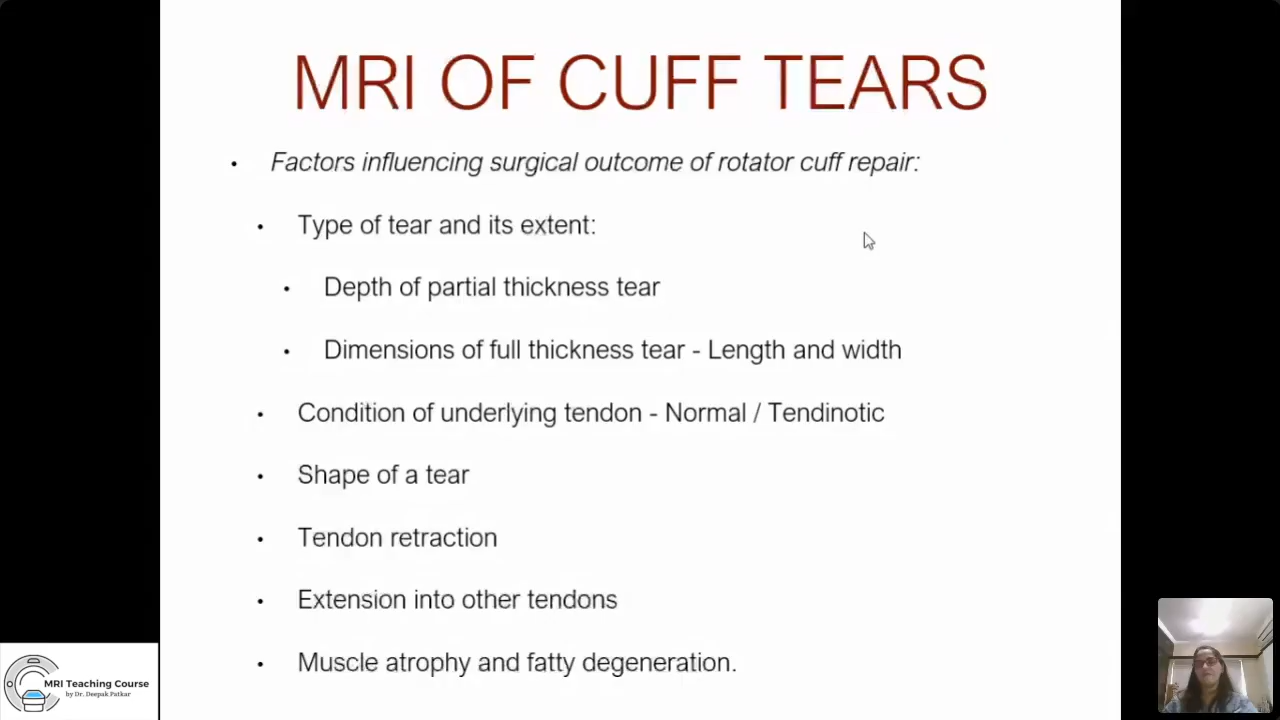 MRI OF CUFF TEARS
• Factors influencing surgical outcome of rotator cuff repair:
• Type of tear and its extent:
• Depth of partial thickness tear
• Dimensions of full thickness tear - Length and width
• Condition of underlying tendon - Normal / Tendinotic
• Shape of a tear
• Tendon retraction
• Extension into other tendons
• Muscle atrophy and fatty degeneration.
MRI Teaching Course
by Dr. Deepak Patkar